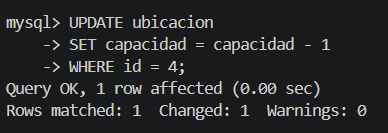 mysql> UPDATE ubicacion
    -> SET capacidad = capacidad - 1
    -> WHERE id = 4;
Query OK, 1 row affected (0.00 sec)
Rows matched: 1  Changed: 1  Warnings: 0